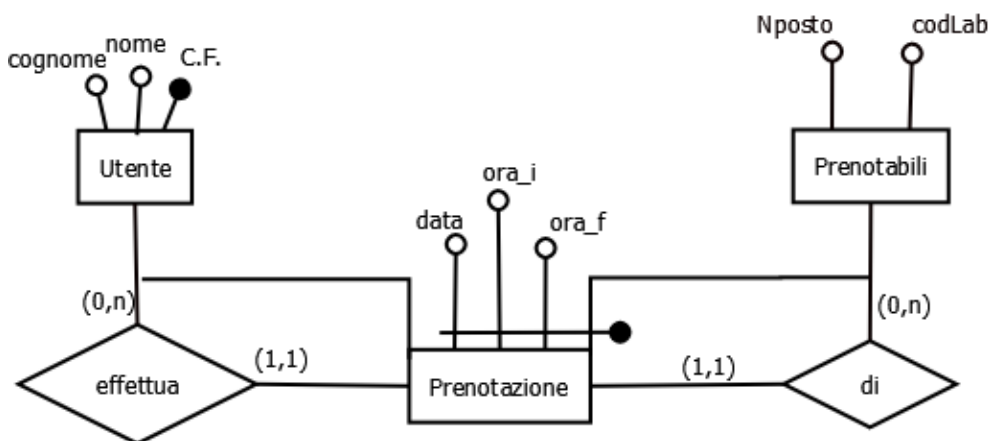 cognome
nome
C.F.
Nposto
codLab
Utente
Prenotabili
ora_i
data
ora_f
(0,n)
(0,n)
effettua
(1,1)
Prenotazione
(1,1)
di